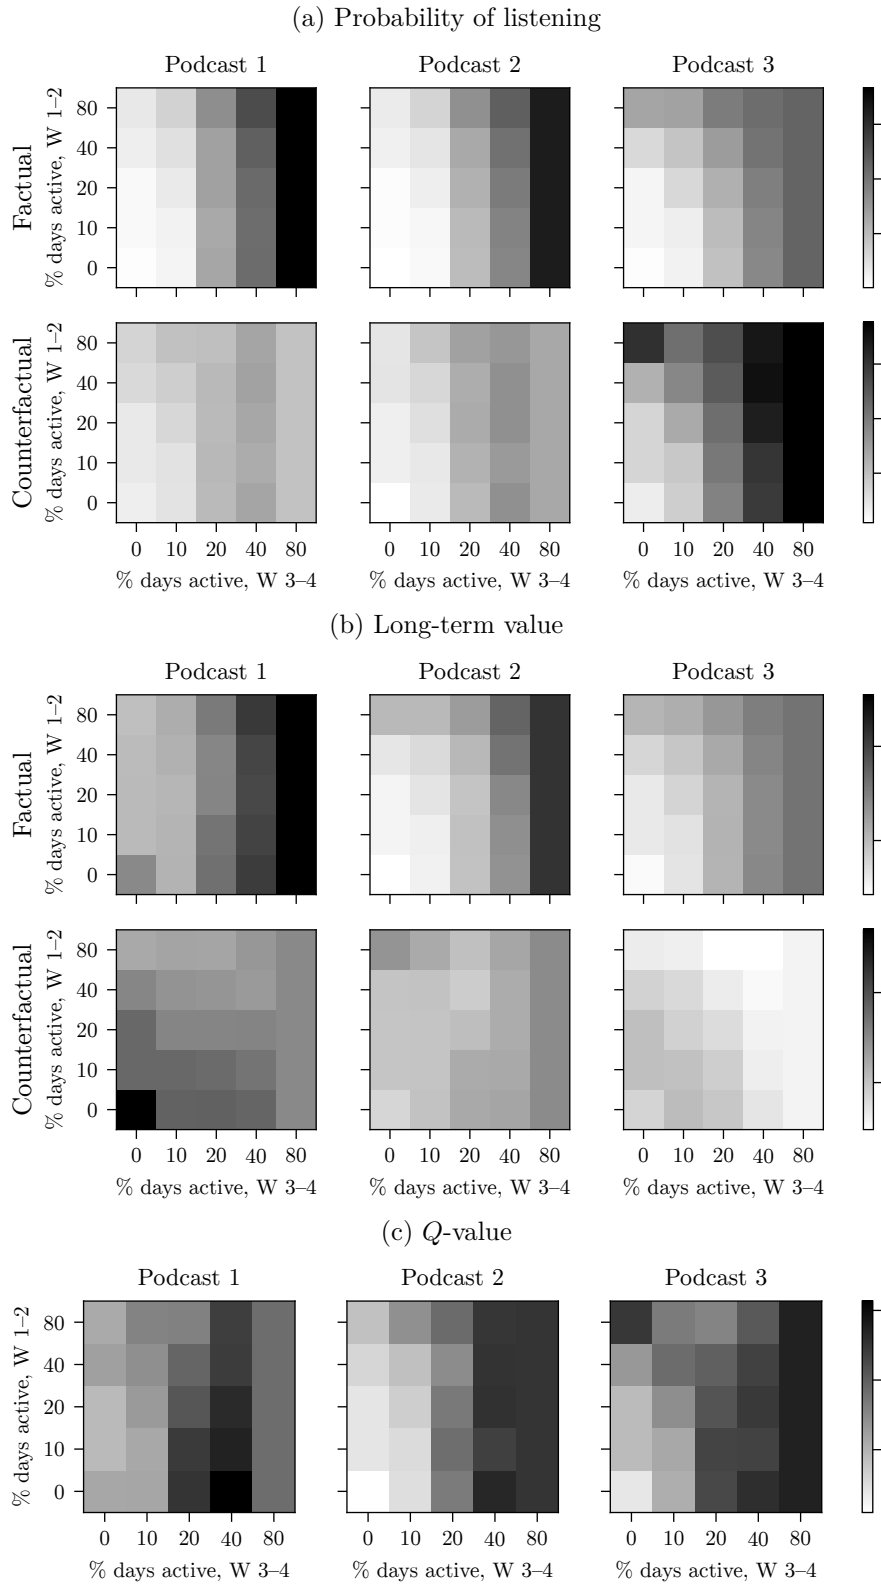 (a) Probability of listening
Podcast 1 Podcast 2 Podcast 3
Factual
% days active, W 1–2
80
40
20
10
0
Counterfactual
% days active, W 1–2
80
40
20
10
0
0 10 20 40 80 0 10 20 40 80 0 10 20 40 80
% days active, W 3–4 % days active, W 3–4 % days active, W 3–4
(b) Long-term value
Podcast 1 Podcast 2 Podcast 3
Factual
% days active, W 1–2
80
40
20
10
0
Counterfactual
% days active, W 1–2
80
40
20
10
0
0 10 20 40 80 0 10 20 40 80 0 10 20 40 80
% days active, W 3–4 % days active, W 3–4 % days active, W 3–4
(c) Q-value
Podcast 1 Podcast 2 Podcast 3
% days active, W 1–2
80
40
20
10
0
0 10 20 40 80 0 10 20 40 80 0 10 20 40 80
% days active, W 3–4 % days active, W 3–4 % days active, W 3–4